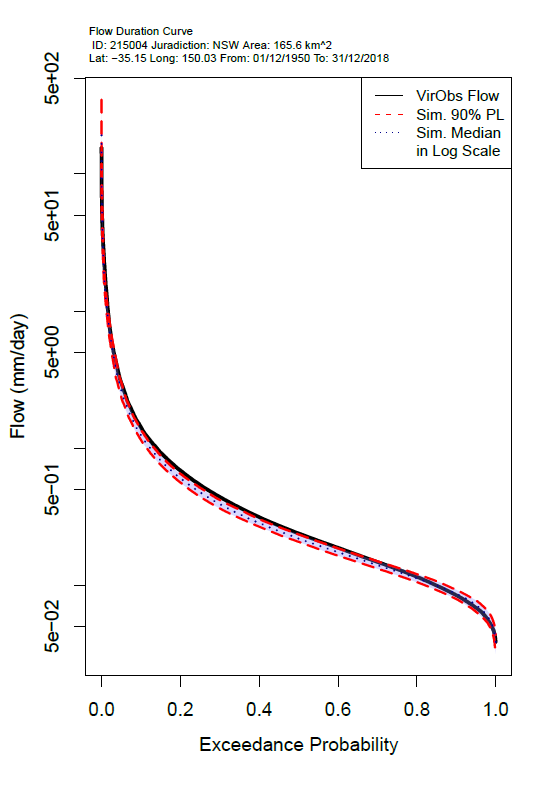 Flow Duration Curve
ID: 215004 Juradiction: NSW Area: 165.6 km^2
Lat: −35.15 Long: 150.03 From: 01/12/1950 To: 31/12/2018
VirObs Flow
Sim. 90% PL
Sim. Median
in Log Scale
Flow (mm/day)
5e+02
5e+01
5e+00
5e−01
5e−02
0.0 0.2 0.4 0.6 0.8 1.0
Exceedance Probability